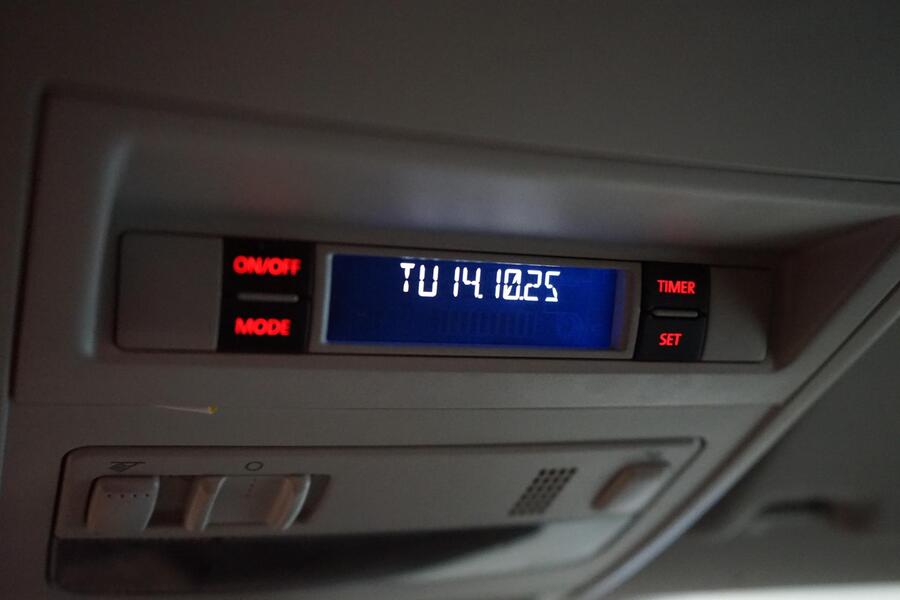 ON/OFF
MODE
TU 14.10.25
TIMER
SET